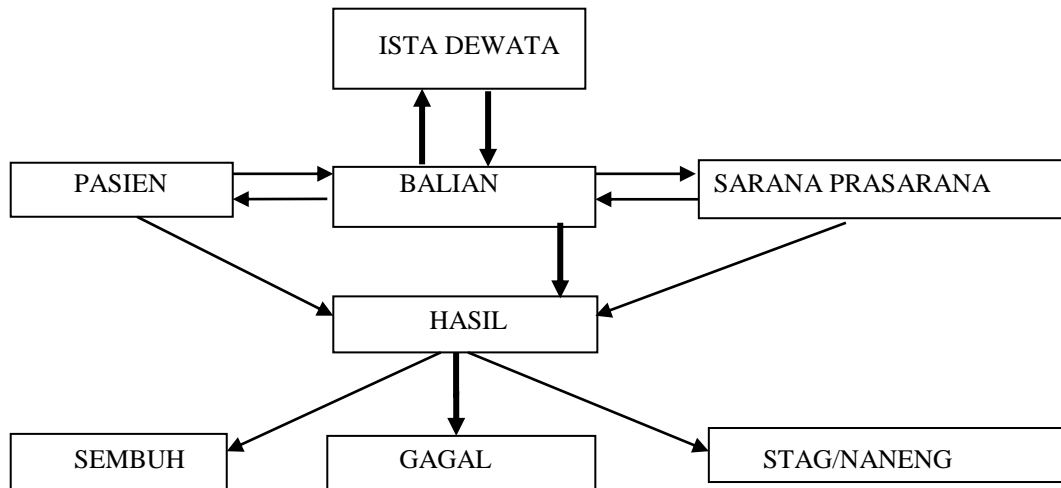 ISTA DEWATA
PASIEN
BALIAN
SARANA PRASARANA
HASIL
SEMBUH
GAGAL
STAG/NANENG